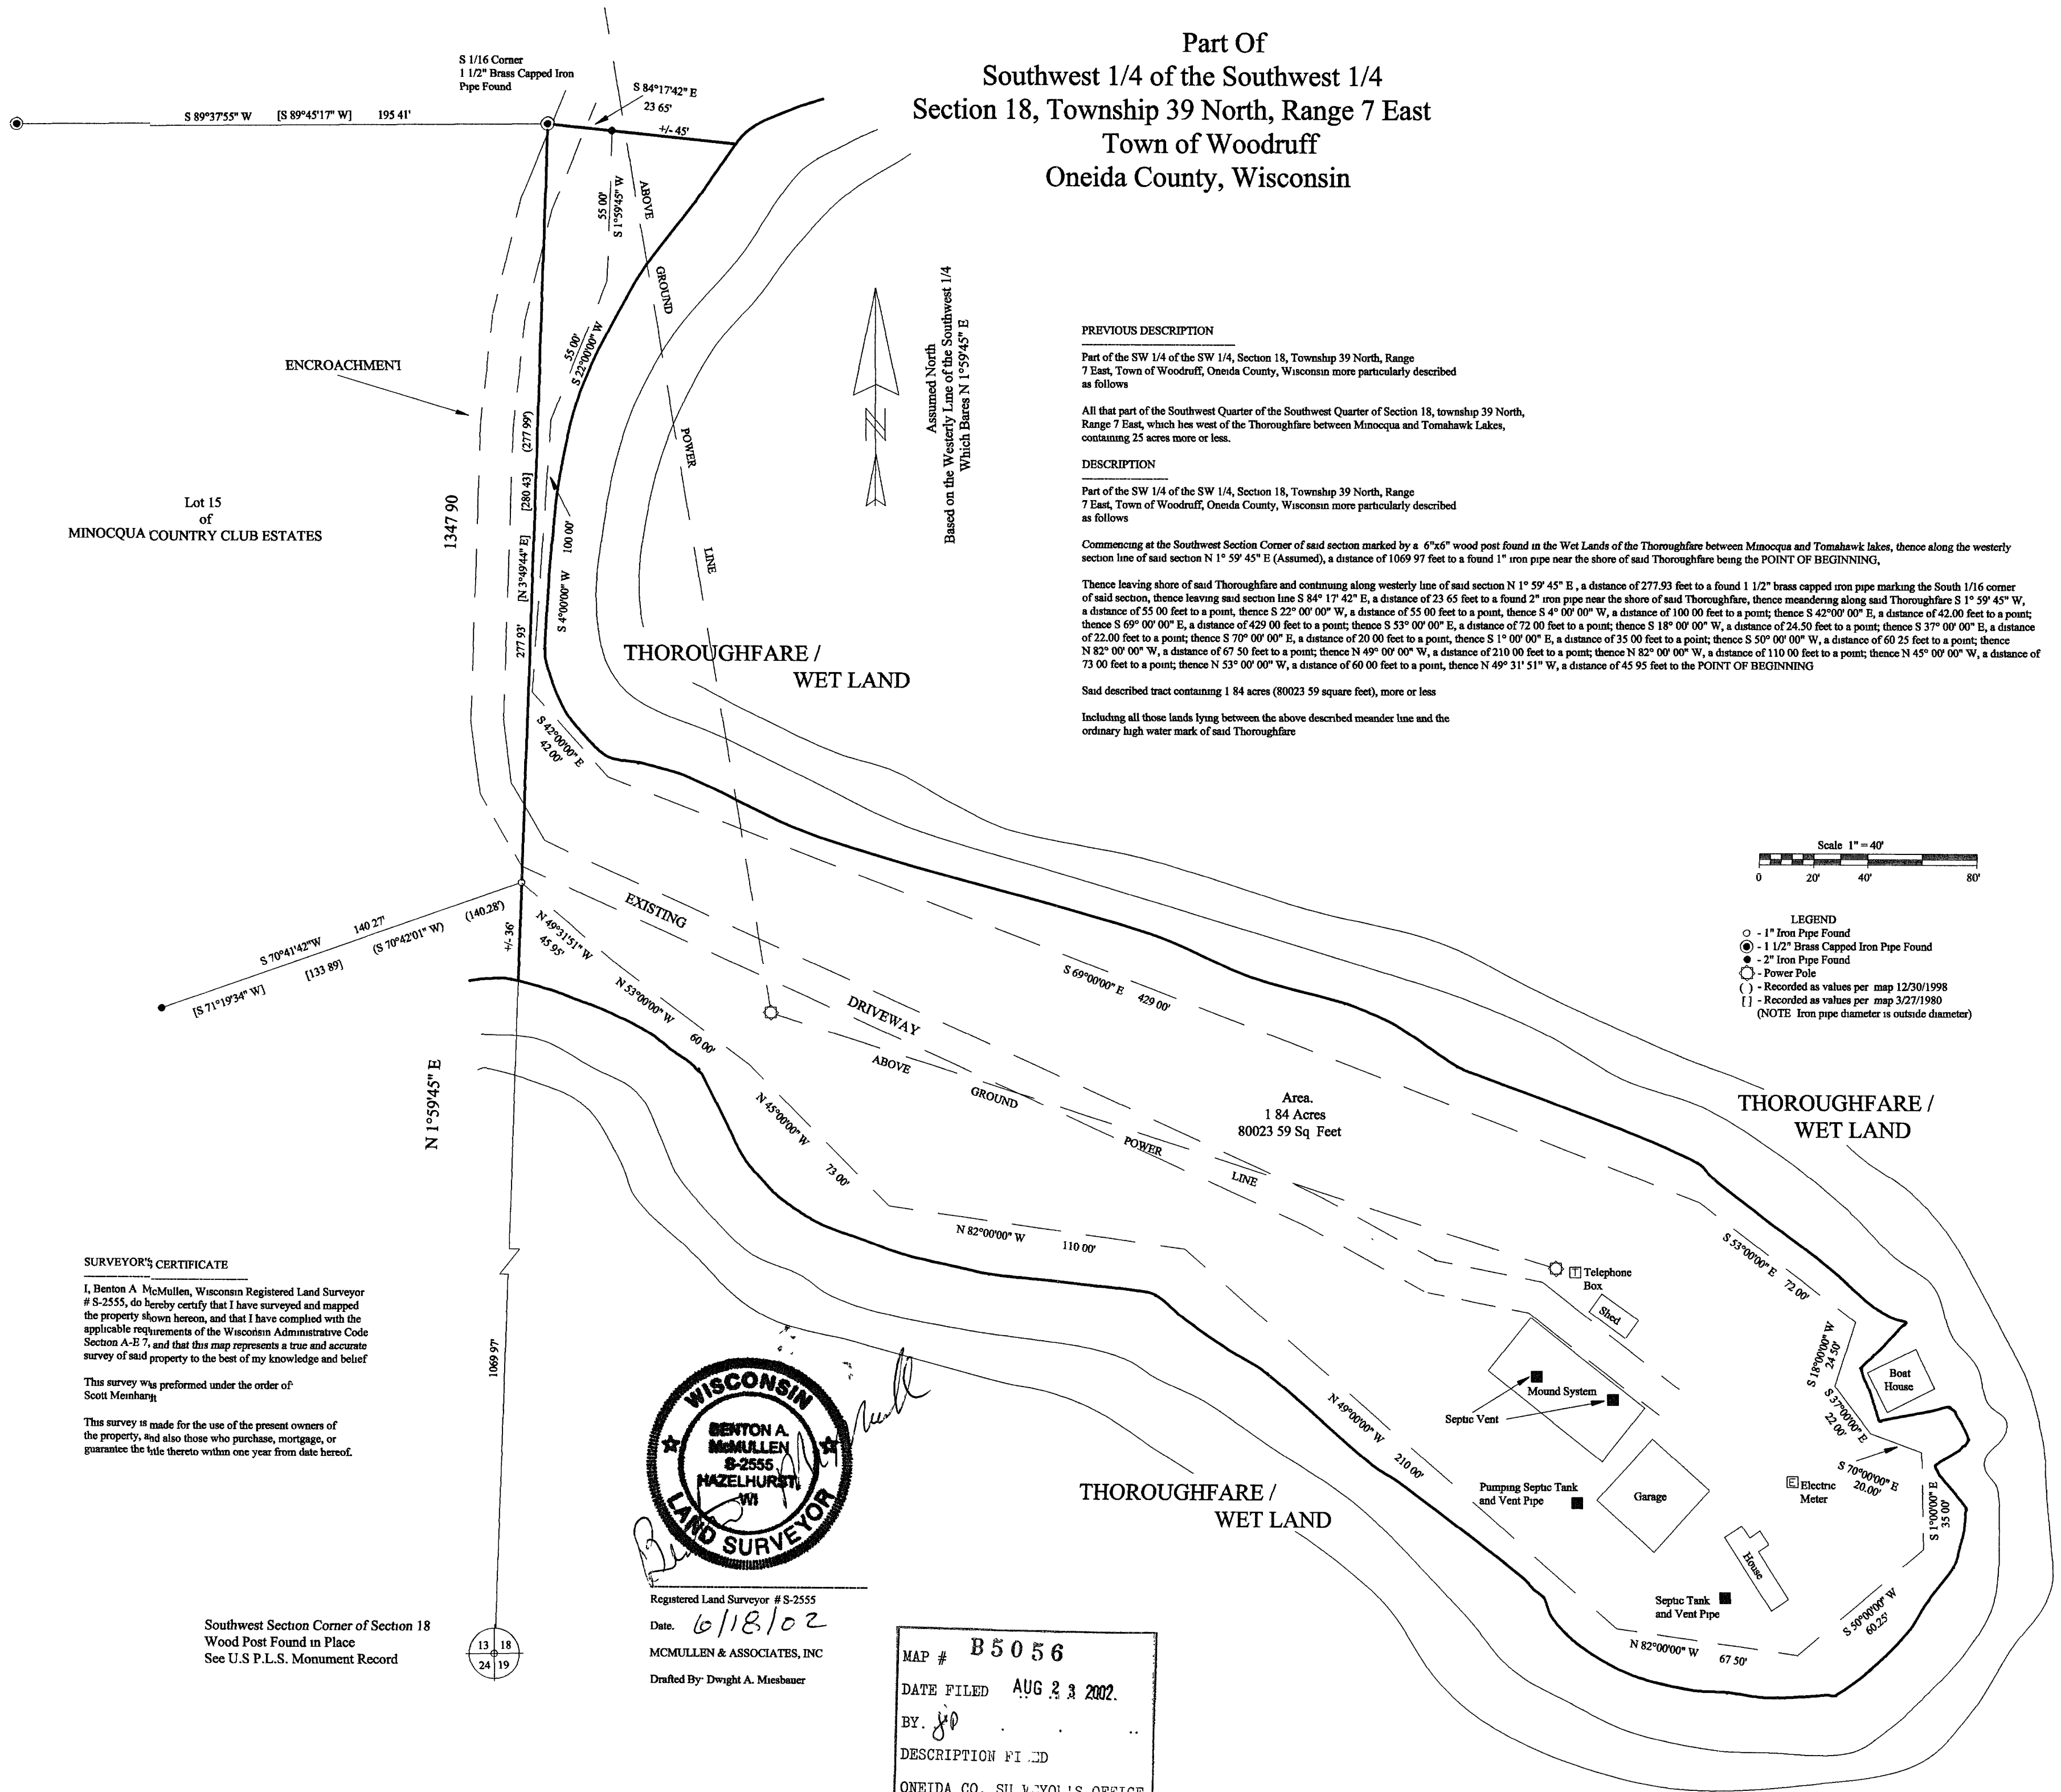 Part Of
Southwest 1/4 of the Southwest 1/4
Section 18, Township 39 North, Range 7 East
Town of Woodruff
Oneida County, Wisconsin
S 1/16 Corner
1 1/2" Brass Capped Iron
Pipe Found
S 84°17'42" E
23 65'
+/- 45'
S 89°37'55" W [S 89°45'17" W] 195 41'
55 00'
S 1°59'45" W
ABOVE
GROUND
POWER
LINE
55 00'
S 22°00'00" W
ENCROACHMENT
Lot 15
of
MINOCQUA COUNTRY CLUB ESTATES
1347 90
277 93' [N 3°49'44" E] [280 43] (277 99')
S 4°00'00" W 100 00'
Assumed North
Based on the Westerly Line of the Southwest 1/4
Which Bares N 1°59'45" E
N
PREVIOUS DESCRIPTION
Part of the SW 1/4 of the SW 1/4, Section 18, Township 39 North, Range
7 East, Town of Woodruff, Oneida County, Wisconsin more particularly described
as follows
All that part of the Southwest Quarter of the Southwest Quarter of Section 18, township 39 North,
Range 7 East, which hes west of the Thoroughfare between Minocqua and Tomahawk Lakes,
containing 25 acres more or less.
DESCRIPTION
Part of the SW 1/4 of the SW 1/4, Section 18, Township 39 North, Range
7 East, Town of Woodruff, Oneida County, Wisconsin more particularly described
as follows
Commencing at the Southwest Section Corner of said section marked by a 6"x6" wood post found in the Wet Lands of the Thoroughfare between Minocqua and Tomahawk lakes, thence along the westerly
section line of said section N 1° 59' 45" E (Assumed), a distance of 1069 97 feet to a found 1" iron pipe near the shore of said Thoroughfare being the POINT OF BEGINNING,
Thence leaving shore of said Thoroughfare and continuing along westerly line of said section N 1° 59' 45" E , a distance of 277.93 feet to a found 1 1/2" brass capped iron pipe marking the South 1/16 corner
of said section, thence leaving said section line S 84° 17' 42" E, a distance of 23 65 feet to a found 2" iron pipe near the shore of said Thoroughfare, thence meandering along said Thoroughfare S 1° 59' 45" W,
a distance of 55 00 feet to a point, thence S 22° 00' 00" W, a distance of 55 00 feet to a point, thence S 4° 00' 00" W, a distance of 100 00 feet to a point; thence S 42°00' 00" E, a distance of 42.00 feet to a point;
thence S 69° 00' 00" E, a distance of 429 00 feet to a point; thence S 53° 00' 00" E, a distance of 72 00 feet to a point; thence S 18° 00' 00" W, a distance of 24.50 feet to a point; thence S 37° 00' 00" E, a distance
of 22.00 feet to a point; thence S 70° 00' 00" E, a distance of 20 00 feet to a point, thence S 1° 00' 00" E, a distance of 35 00 feet to a point; thence S 50° 00' 00" W, a distance of 60 25 feet to a point; thence
N 82° 00' 00" W, a distance of 67 50 feet to a point; thence N 49° 00' 00" W, a distance of 210 00 feet to a point; thence N 82° 00' 00" W, a distance of 110 00 feet to a point; thence N 45° 00' 00" W, a distance of
73 00 feet to a point; thence N 53° 00' 00" W, a distance of 60 00 feet to a point, thence N 49° 31' 51" W, a distance of 45 95 feet to the POINT OF BEGINNING
Said described tract containing 1 84 acres (80023 59 square feet), more or less
Including all those lands lying between the above described meander line and the
ordinary high water mark of said Thoroughfare
THOROUGHFARE /
WET LAND
S 42°00'00" E
42 00'
Scale 1" = 40'
0 20' 40' 80'
LEGEND
- 1" Iron Pipe Found
- 1 1/2" Brass Capped Iron Pipe Found
- 2" Iron Pipe Found
- Power Pole
( ) - Recorded as values per map 12/30/1998
[ ] - Recorded as values per map 3/27/1980
(NOTE Iron pipe diameter is outside diameter)
S 70°41'42"W 140 27' (140.28')
[S 71°19'34" W] [133 89] (S 70°42'01" W)
+/- 36'
N 49°31'51" W
45 95'
EXISTING
DRIVEWAY
N 53°00'00" W 60 00'
S 69°00'00" E 429 00'
ABOVE
GROUND
POWER
LINE
N 45°00'00" W 73 00'
N 1°59'45" E
Area.
1 84 Acres
80023 59 Sq Feet
THOROUGHFARE /
WET LAND
N 82°00'00" W 110 00'
S 53°00'00" E 72 00'
T Telephone
Box
Shed
S 18°00'00" W
24 50'
Boat
House
S 37°00'00" E
22 00'
Mound System
Septic Vent
N 49°00'00" W 210 00'
S 70°00'00" E
20.00'
E Electric
Meter
S 1°00'00" E
35 00'
Pumping Septic Tank
and Vent Pipe
Garage
House
Septic Tank
and Vent Pipe
S 50°00'00" W
60.25'
N 82°00'00" W 67 50'
THOROUGHFARE /
WET LAND
SURVEYOR'S CERTIFICATE
I, Benton A McMullen, Wisconsin Registered Land Surveyor
# S-2555, do hereby certify that I have surveyed and mapped
the property shown hereon, and that I have complied with the
applicable requirements of the Wisconsin Administrative Code
Section A-E 7, and that this map represents a true and accurate
survey of said property to the best of my knowledge and belief
This survey was preformed under the order of
Scott Meinhardt
This survey is made for the use of the present owners of
the property, and also those who purchase, mortgage, or
guarantee the title thereto within one year from date hereof.
1069 97'
WISCONSIN
BENTON A.
McMULLEN
S-2555
HAZELHURST,
WI
LAND SURVEYOR
Registered Land Surveyor # S-2555
Date. 6/18/02
MCMULLEN & ASSOCIATES, INC
Drafted By· Dwight A. Miesbauer
Southwest Section Corner of Section 18
Wood Post Found in Place
See U.S P.L.S. Monument Record
13 18
24 19
MAP # B5056
DATE FILED AUG 23 2002.
BY.
DESCRIPTION FILED
ONEIDA CO. SURVEYOR'S OFFICE